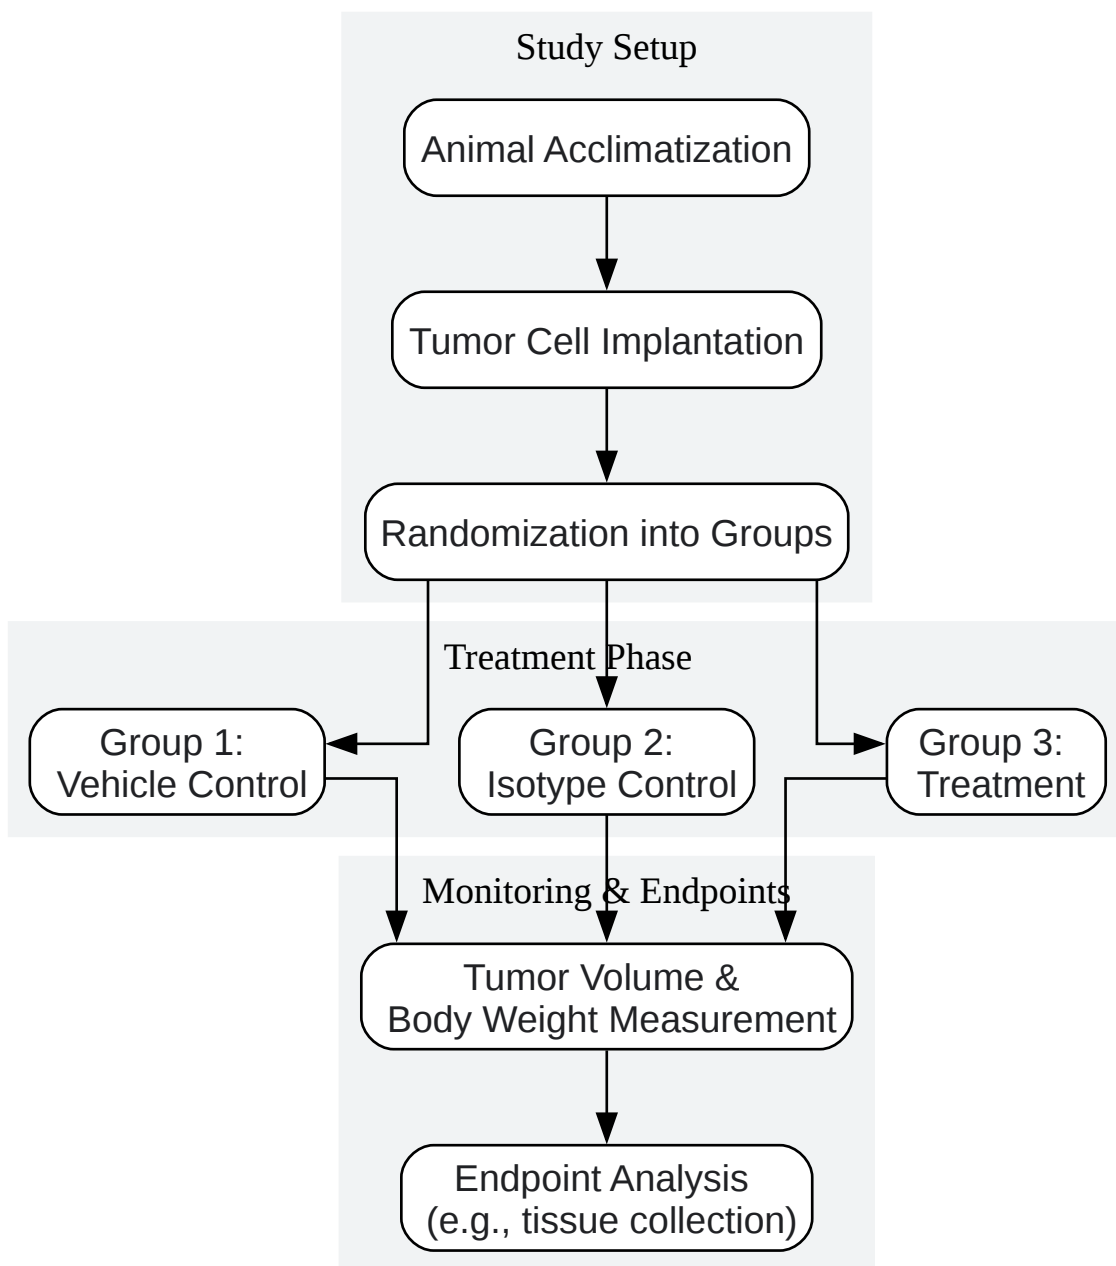 Study Setup
Animal Acclimatization
Tumor Cell Implantation
Randomization into Groups
Treatment Phase
Group 1:
Vehicle Control
Group 2:
Isotype Control
Group 3:
Treatment
Monitoring & Endpoints
Tumor Volume &
Body Weight Measurement
Endpoint Analysis
(e.g., tissue collection)